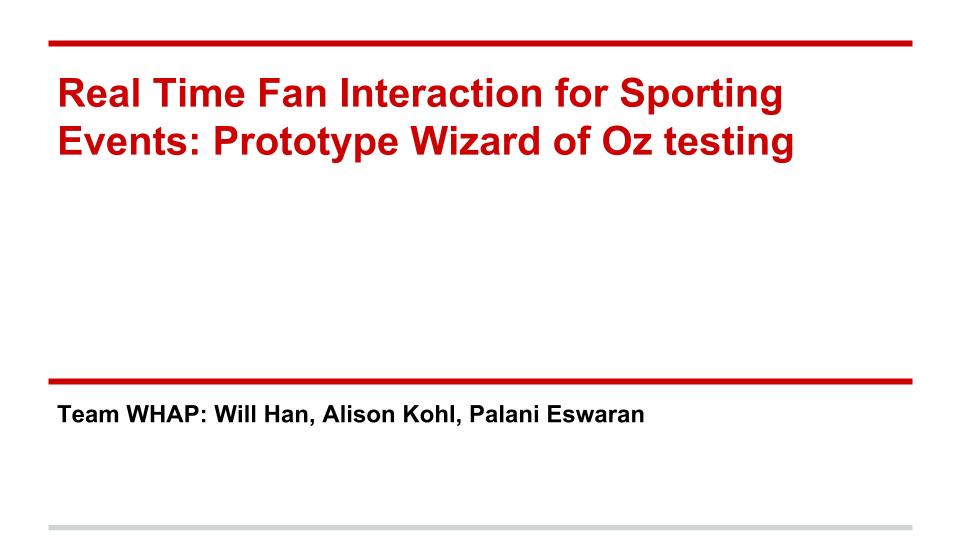 Real Time Fan Interaction for Sporting
Events: Prototype Wizard of Oz testing
Team WHAP: Will Han, Alison Kohl, Palani Eswaran